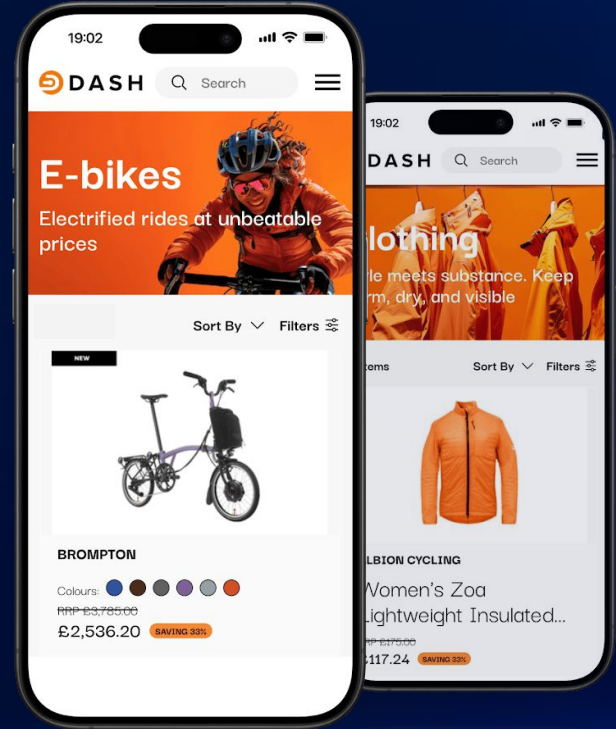 19:02
DASH
Search
E-bikes
Electrified rides at unbeatable
prices
Sort By
Filters
NEW
BROMPTON
Colours:
RRP £3,785.00
£2,536.20
SAVING 33%
19:02
DASH
Search
lothing
le meets substance. Keep
rm, dry, and visible
tems
Sort By
Filters
LBION CYCLING
Women's Zoa
Lightweight Insulated...
RP £175.00
£117.24
SAVING 33%